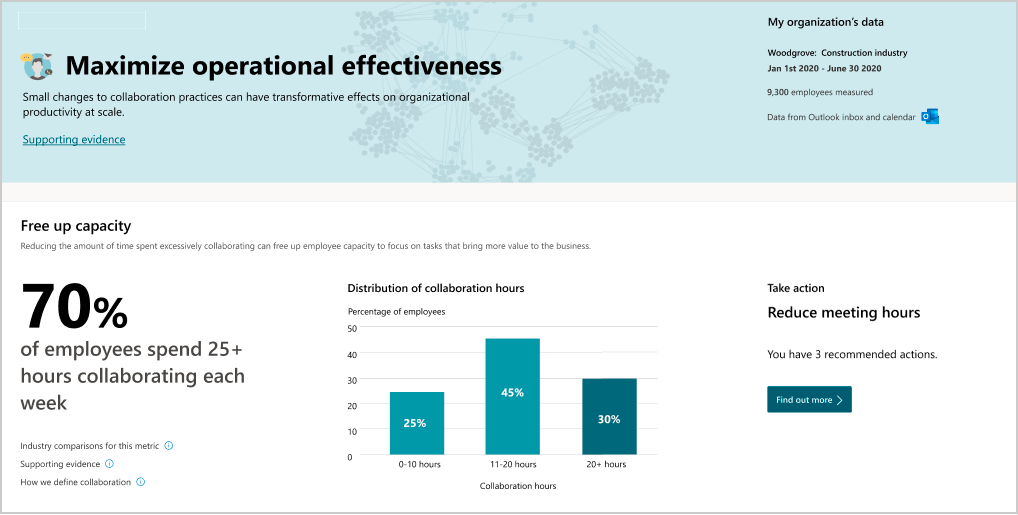 Maximize operational effectiveness
Small changes to collaboration practices can have transformative effects on organizational
productivity at scale.
Supporting evidence
My organization's data
Woodgrove: Construction industry
Jan 1st 2020 - June 30 2020
9,300 employees measured
Data from Outlook inbox and calendar
Free up capacity
Reducing the amount of time spent excessively collaborating can free up employee capacity to focus on tasks that bring more value to the business.
70%
of employees spend 25+
hours collaborating each
week
Industry comparisons for this metric
Supporting evidence
How we define collaboration
Distribution of collaboration hours
Percentage of employees
50
40
30
20
10
0
25%
45%
30%
0-10 hours
11-20 hours
20+ hours
Collaboration hours
Take action
Reduce meeting hours
You have 3 recommended actions.
Find out more